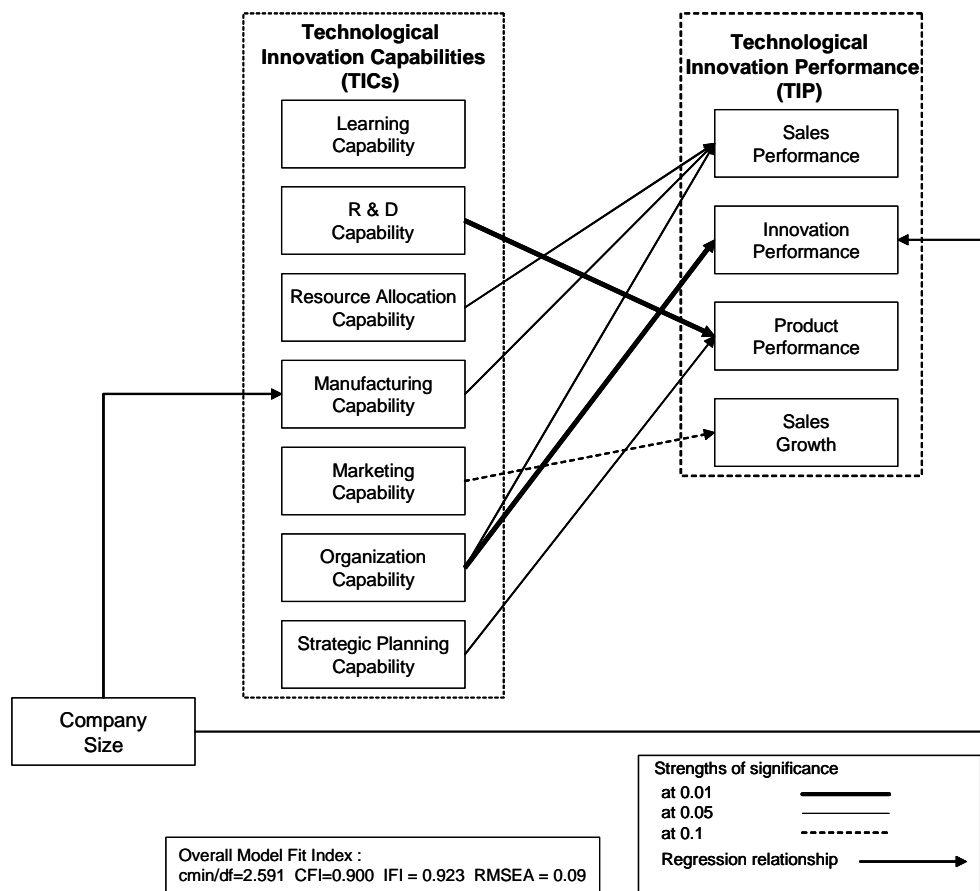 Technological
Innovation Capabilities
(TICs)
Learning
Capability
R & D
Capability
Resource Allocation
Capability
Manufacturing
Capability
Marketing
Capability
Organization
Capability
Strategic Planning
Capability
Technological
Innovation Performance
(TIP)
Sales
Performance
Innovation
Performance
Product
Performance
Sales
Growth
Company
Size
Strengths of significance
at 0.01
at 0.05
at 0.1
Regression relationship
Overall Model Fit Index :
cmin/df=2.591 CFI=0.900 IFI = 0.923 RMSEA = 0.09